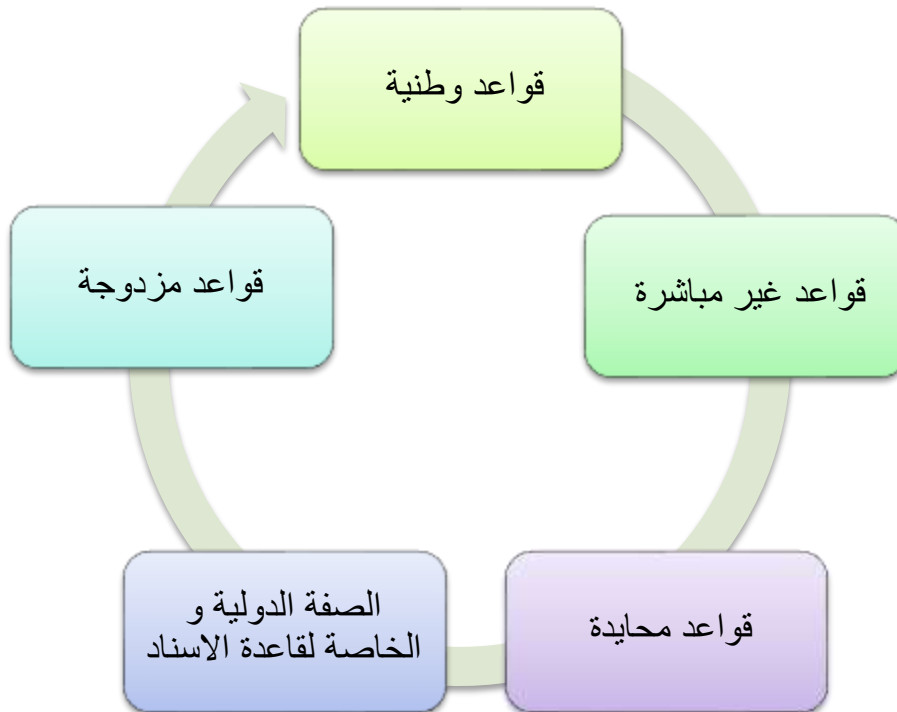 قواعد وطنية
قواعد غير مباشرة
قواعد محايدة
الصفة الدولية و
الخاصة لقاعدة الاسناد
قواعد مزدوجة